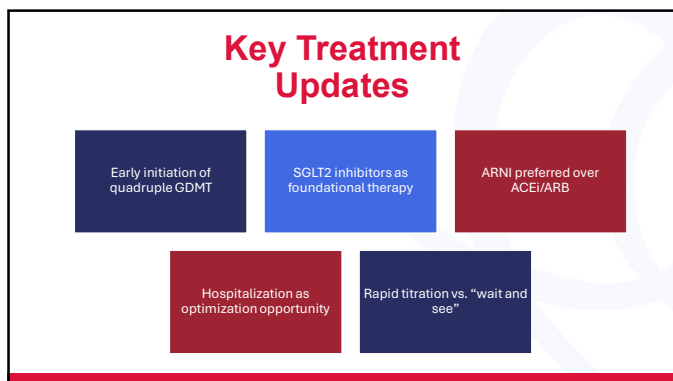 Key Treatment
Updates
Early initiation of
quadruple GDMT
SGLT2 inhibitors as
foundational therapy
ARNI preferred over
ACEi/ARB
Hospitalization as
optimization opportunity
Rapid titration vs. “wait and
see”